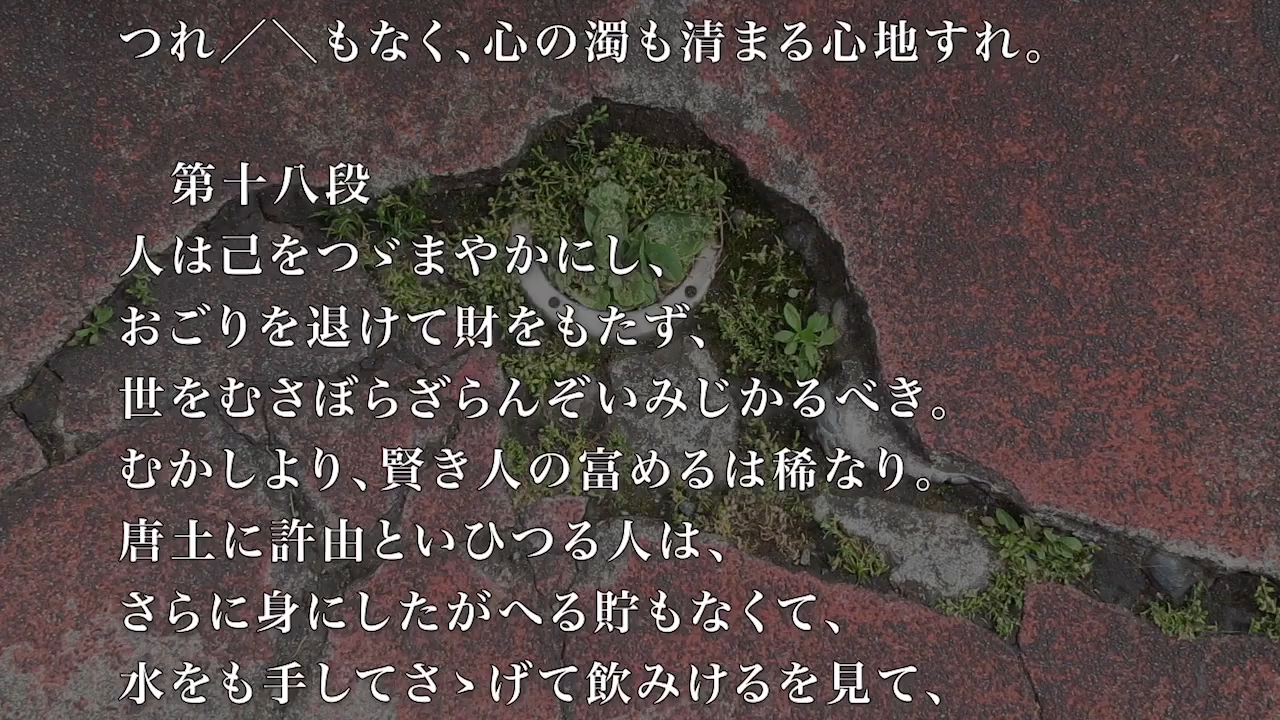 つれ／＼もなく、心の濁も清まる心地すれ。
第十八段
人は己をつゞまやかにし、
おごりを退けて財をもたず、
世をむさぼらざらんぞいみじかるべき。
むかしより、賢き人の富めるは稀なり。
唐土に許由といひつる人は、
さらに身にしたがへる貯もなくて、
水をも手してさゝげて飲みけるを見て、